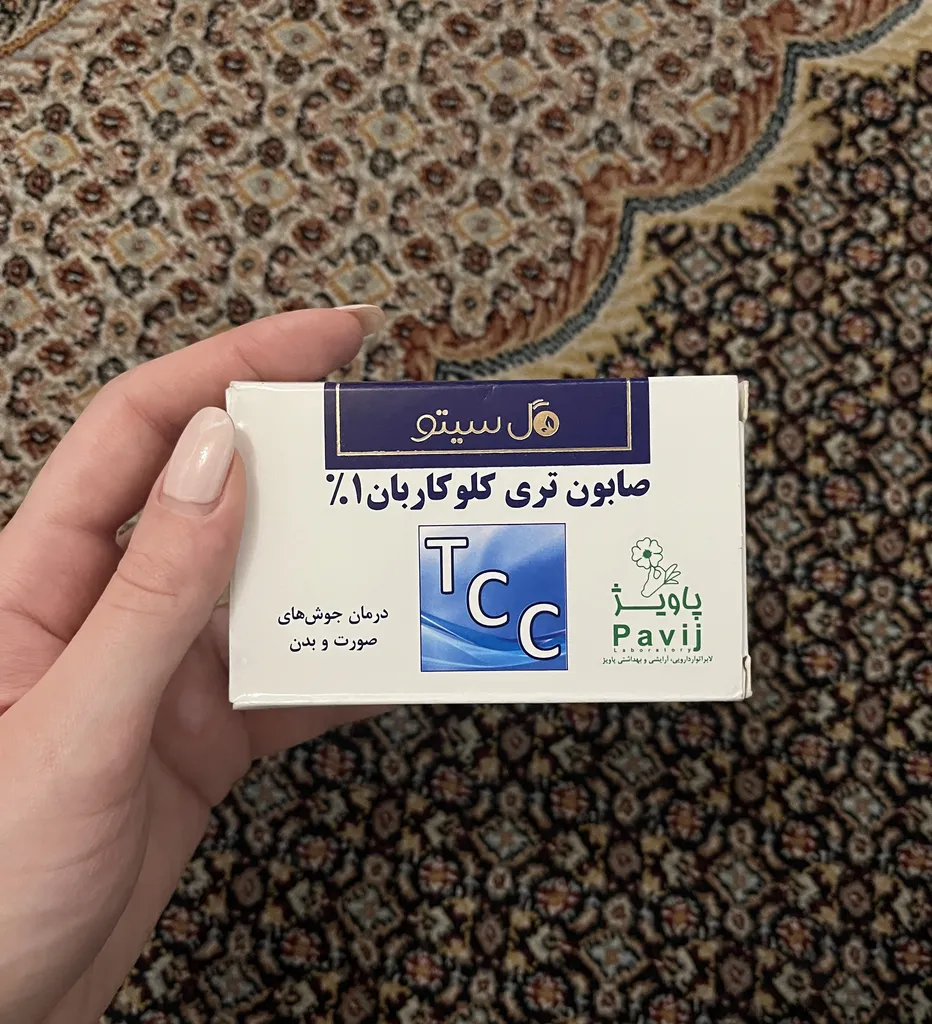 گل سیتو
صابون تری کلوکاربان ۱٪
TCC
درمان جوش‌های
صورت و بدن
پاویژ
Pavij
Laboratory
لابراتوار دارویی، آرایشی و بهداشتی پاویژ